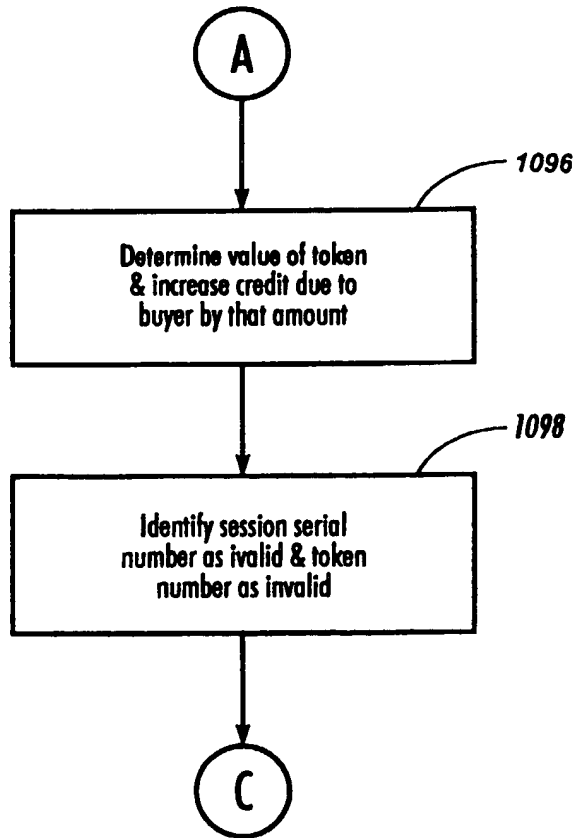 A
1096
Determine value of token
& increase credit due to
buyer by that amount
1098
Identify session serial
number as ivalid & token
number as invalid
C